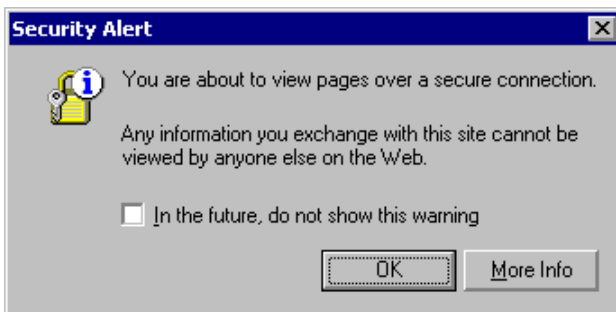 Security Alert
You are about to view pages over a secure connection.
Any information you exchange with this site cannot be
viewed by anyone else on the Web.
In the future, do not show this warning
OK
More Info